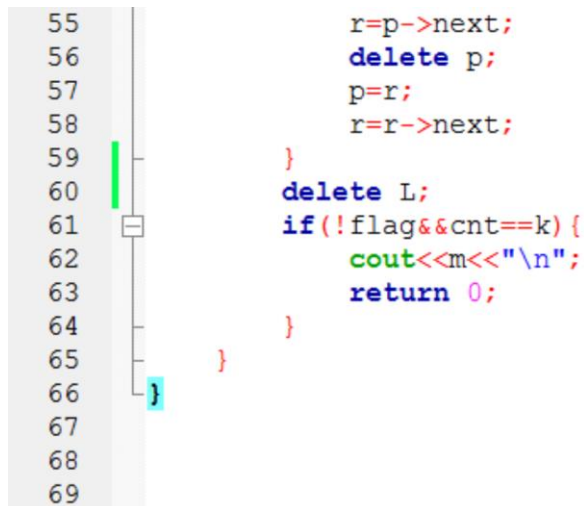 55 r=p->next;
56 delete p;
57 p=r;
58 r=r->next;
59 }
60 delete L;
61 if(!flag&&cnt==k){
62 cout<<m<<"\n";
63 return 0;
64 }
65 }
66 }
67
68
69